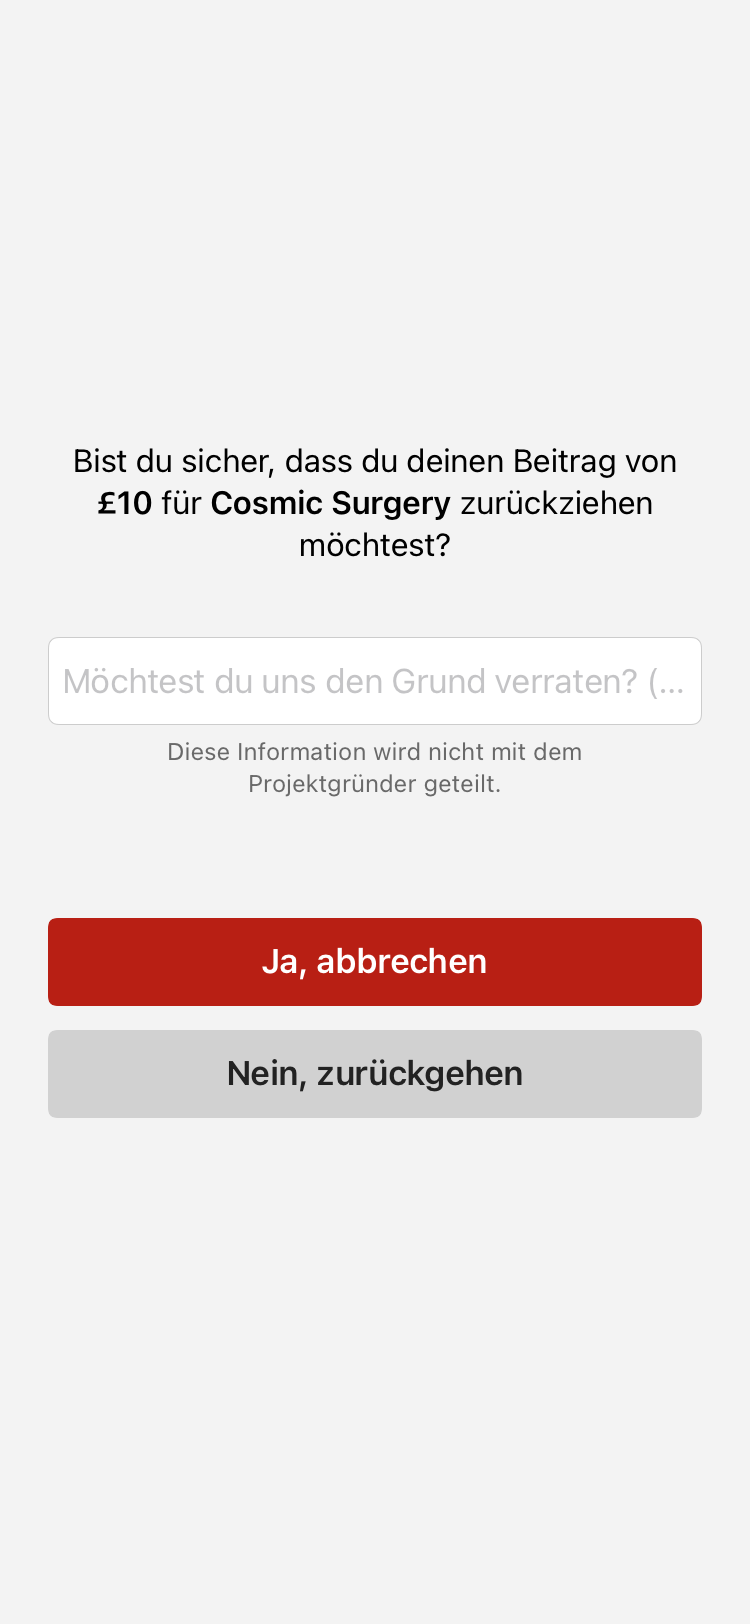 Bist du sicher, dass du deinen Beitrag von
£10 für Cosmic Surgery zurückziehen
möchtest?
Möchtest du uns den Grund verraten? (...
Diese Information wird nicht mit dem
Projektgründer geteilt.
Ja, abbrechen
Nein, zurückgehen